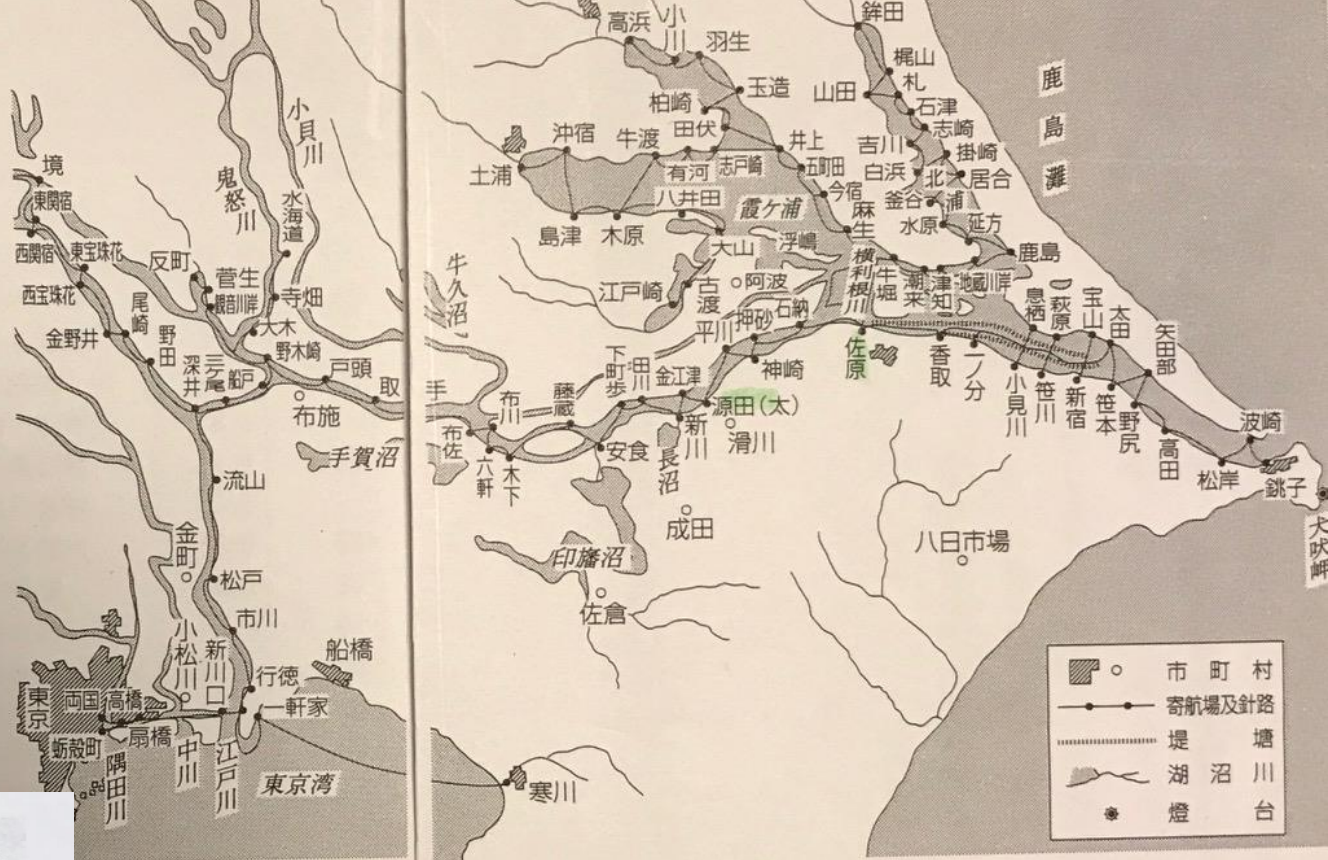 境
東関宿
西関宿
東宝珠花
西宝珠花
金野井
尾崎
野田
反町
菅生
観音川岸
大木
鬼怒川
小貝川
水海道
寺畑
野木崎
戸頭
取
深井
三ヶ尾
船戸
布施
手賀沼
流山
金町
松戸
市川
小松川
新川口
行徳
船橋
一軒家
東京
両国
高橋
蛎殻町
扇橋
隅田川
中川
江戸川
東京湾
手
布佐
布川
六軒
木下
藤蔵
安食
下町歩
田川
金江津
新川
長沼
源田(太)
滑川
成田
印旛沼
佐倉
寒川
牛久沼
土浦
沖宿
牛渡
有河
志戸崎
田伏
柏崎
高浜
小川
羽生
玉造
井上
五町田
今宿
麻生
霞ケ浦
八井田
島津
木原
大山
浮嶋
江戸崎
古渡
阿波
平川
押砂
石納
神崎
横利根川
佐原
牛堀
潮来
津知
地蔵川岸
鹿島
延方
水原
釜谷
北浦
白浜
吉川
居合
掛崎
志崎
石津
札
梶山
山田
鉾田
鹿島灘
香取
一ノ分
小見川
息栖
萩原
笹川
宝山
新宿
太田
笹本
矢田部
野尻
高田
松岸
波崎
銚子
犬吠岬
八日市場
市町村
寄航場及針路
堤塘
湖沼川
燈台